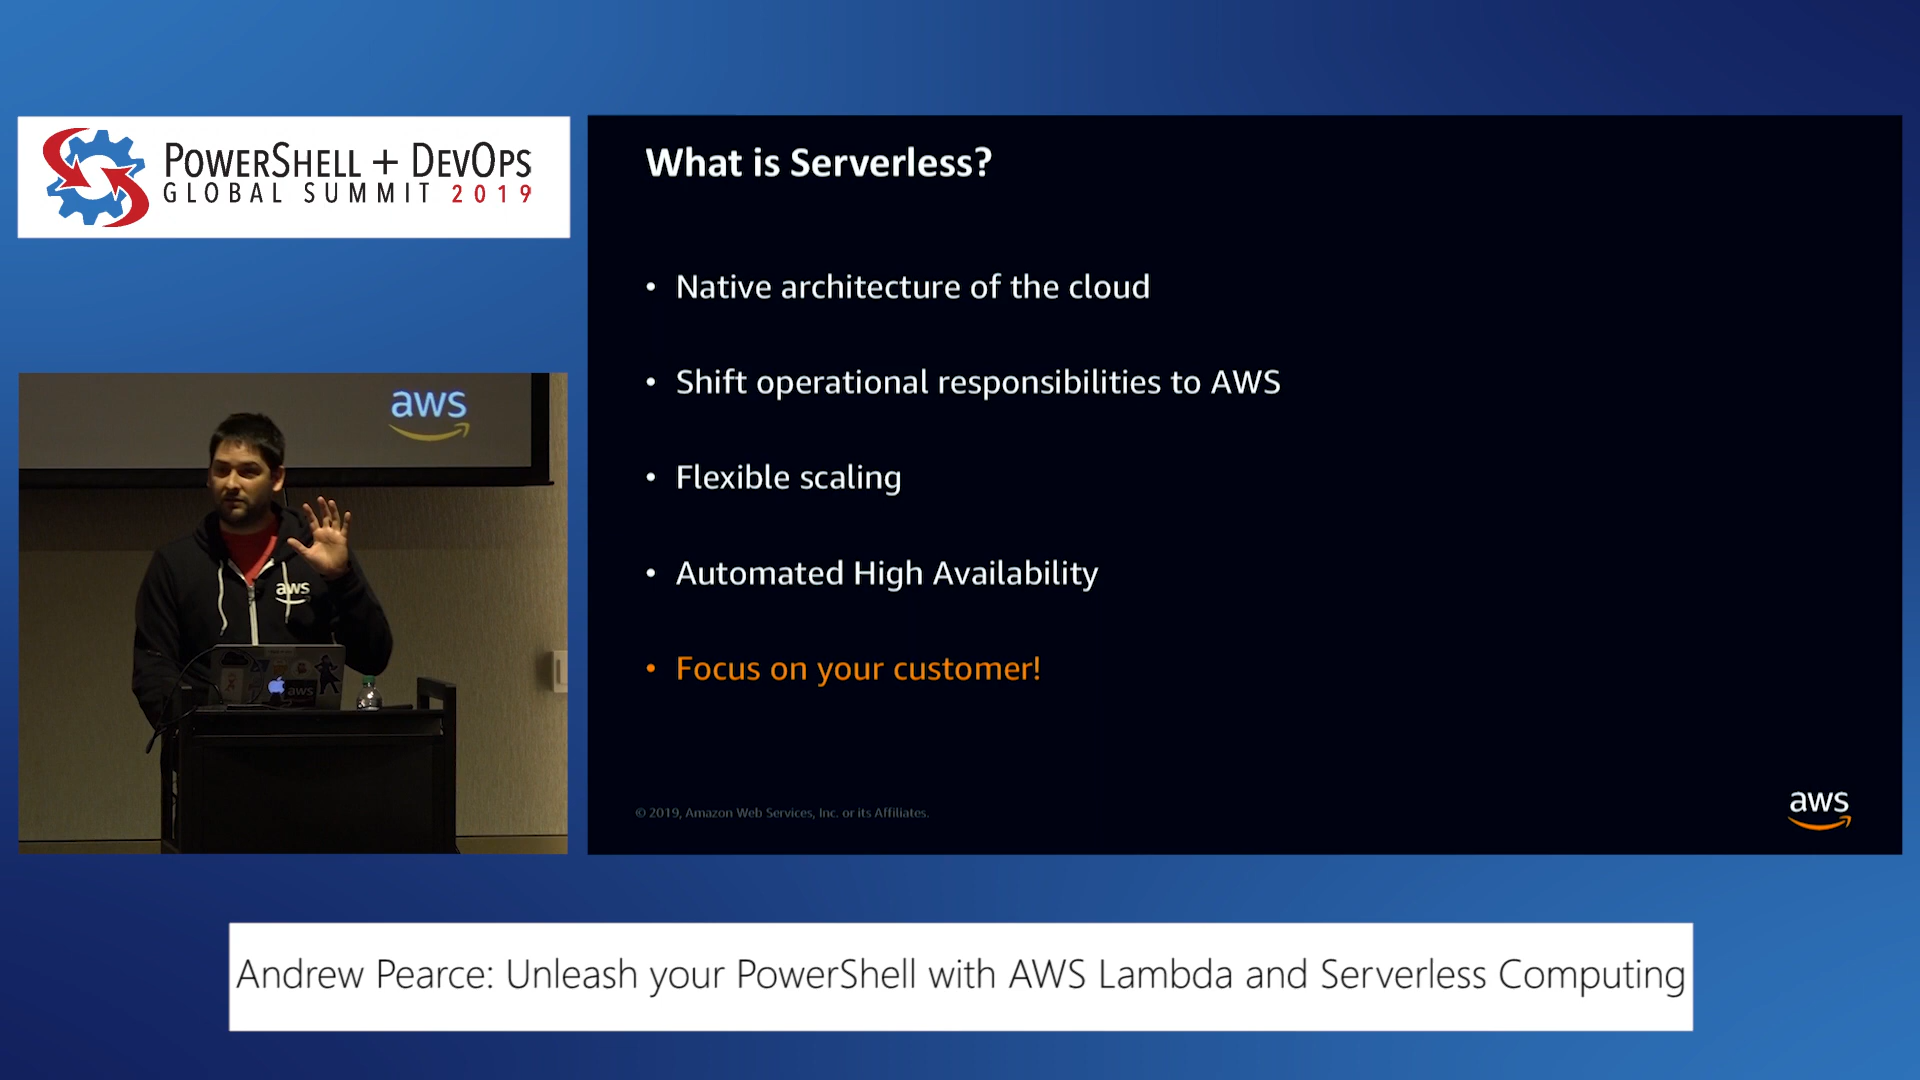 POWERSHELL + DEVOPS
GLOBAL SUMMIT 2019
What is Serverless?
• Native architecture of the cloud
• Shift operational responsibilities to AWS
• Flexible scaling
• Automated High Availability
• Focus on your customer!
© 2019, Amazon Web Services, Inc. or its Affiliates.
aws
aws
aws
aws
Andrew Pearce: Unleash your PowerShell with AWS Lambda and Serverless Computing